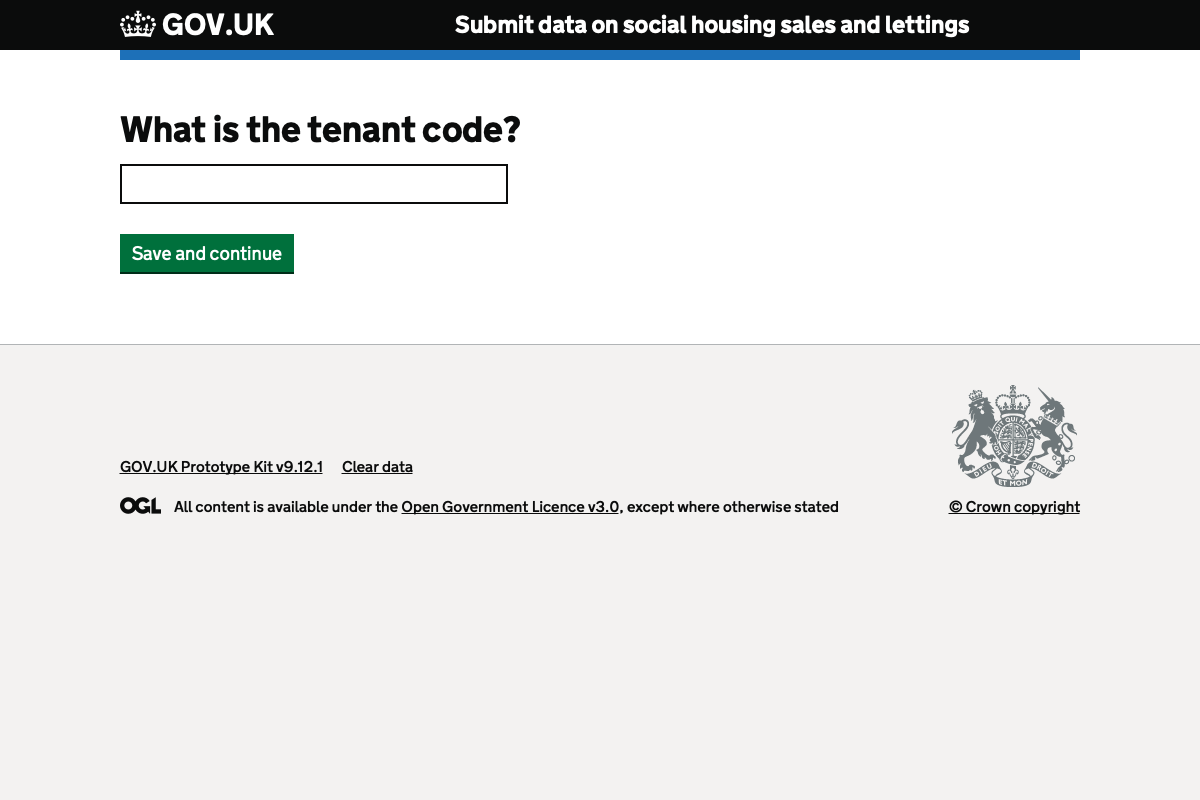 GOV.UK
Submit data on social housing sales and lettings
What is the tenant code?
Save and continue
GOV.UK Prototype Kit v9.12.1 Clear data
OGL All content is available under the Open Government Licence v3.0, except where otherwise stated
DIEU ET MON DROIT
© Crown copyright